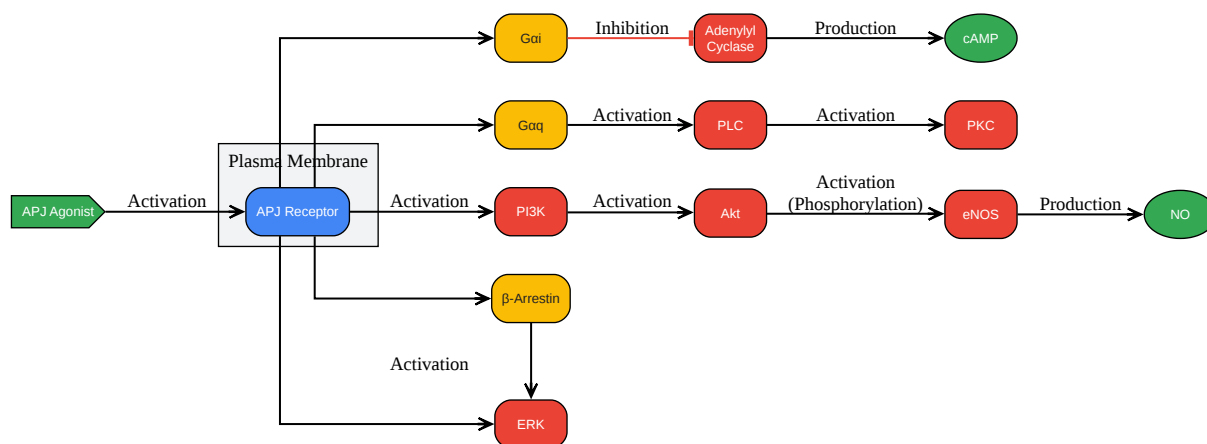 Gαi
Inhibition
Adenylyl
Cyclase
Production
cAMP
Gαq
Activation
PLC
Activation
PKC
Plasma Membrane
APJ Agonist
Activation
APJ Receptor
Activation
PI3K
Activation
Akt
Activation
(Phosphorylation)
eNOS
Production
NO
β-Arrestin
Activation
ERK